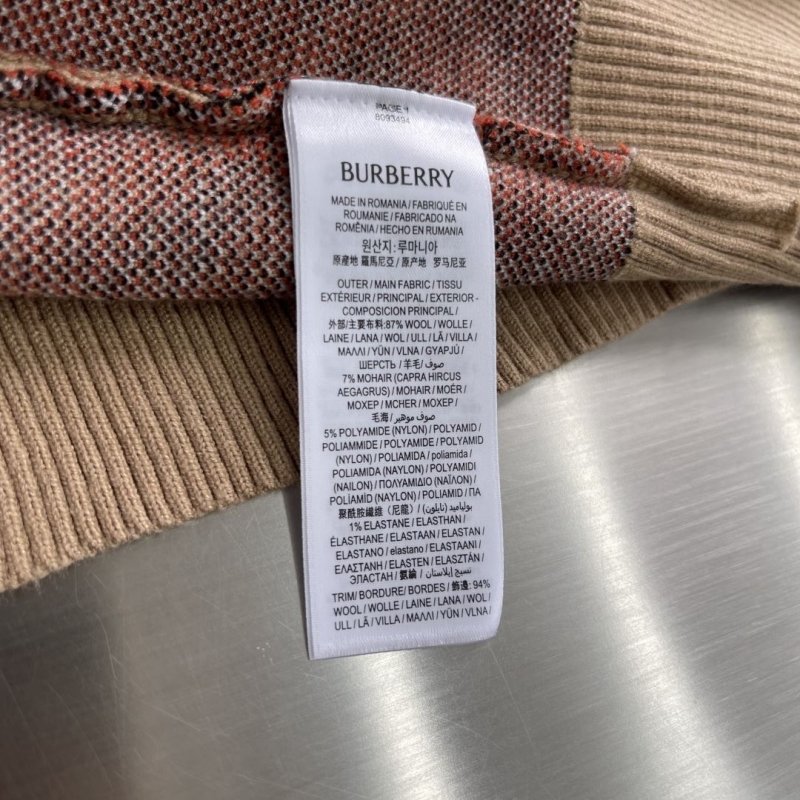 PAGE 1
8093494
BURBERRY
MADE IN ROMANIA / FABRIQUÉ EN
ROUMANIE / FABRICADO NA
ROMÉNIA / HECHO EN RUMANIA
원산지: 루마니아
原産地 羅馬尼亞 / 原产地 罗马尼亚
OUTER / MAIN FABRIC / TISSU
EXTÉRIEUR / PRINCIPAL / EXTERIOR -
COMPOSICION PRINCIPAL /
外部/主要布料:87% WOOL / WOLLE /
LAINE / LANA / WOL / ULL / LÃ / VILLA /
ΜΑΛΛΙ / YÜN / VLNA / GYAPJÚ /
ШЕРСТЬ / 羊毛 / صوف
7% MOHAIR (CAPRA HIRCUS
AEGAGRUS) / MOHAIR / MOÈR /
МОХЕР / MCHER / MOXEP /
毛海 / صوف موهير
5% POLYAMIDE (NYLON) / POLYAMID /
POLIAMMIDE / POLYAMIDE / POLYAMID
(NYLON) / POLIAMIDA / poliamida /
POLIAMIDA (NAYLON) / POLYAMIDI
(NAILON) / ΠΟΛΥΑΜΙΔΙΟ (ΝΑΪΛΟΝ) /
POLİAMİD (NAYLON) / POLIAMID / ПА
聚酰胺纖維（尼龍）/ بولياميد (نايلون)
1% ELASTANE / ELASTHAN /
ÉLASTHANE / ELASTAAN / ELASTAN /
ELASTANO / elastano / ELASTAANI /
ΕΛΑΣΤΑΝΗ / ELASTEN / ELASZTÁN /
ЭЛАСТАН / 氨綸 / نسيج إيلاستان
TRIM/ BORDURE/ BORDES / 飾邊: 94%
WOOL / WOLLE / LAINE / LANA / WOL /
ULL / LÃ / VILLA / ΜΑΛΛΙ / YÜN / VLNA /